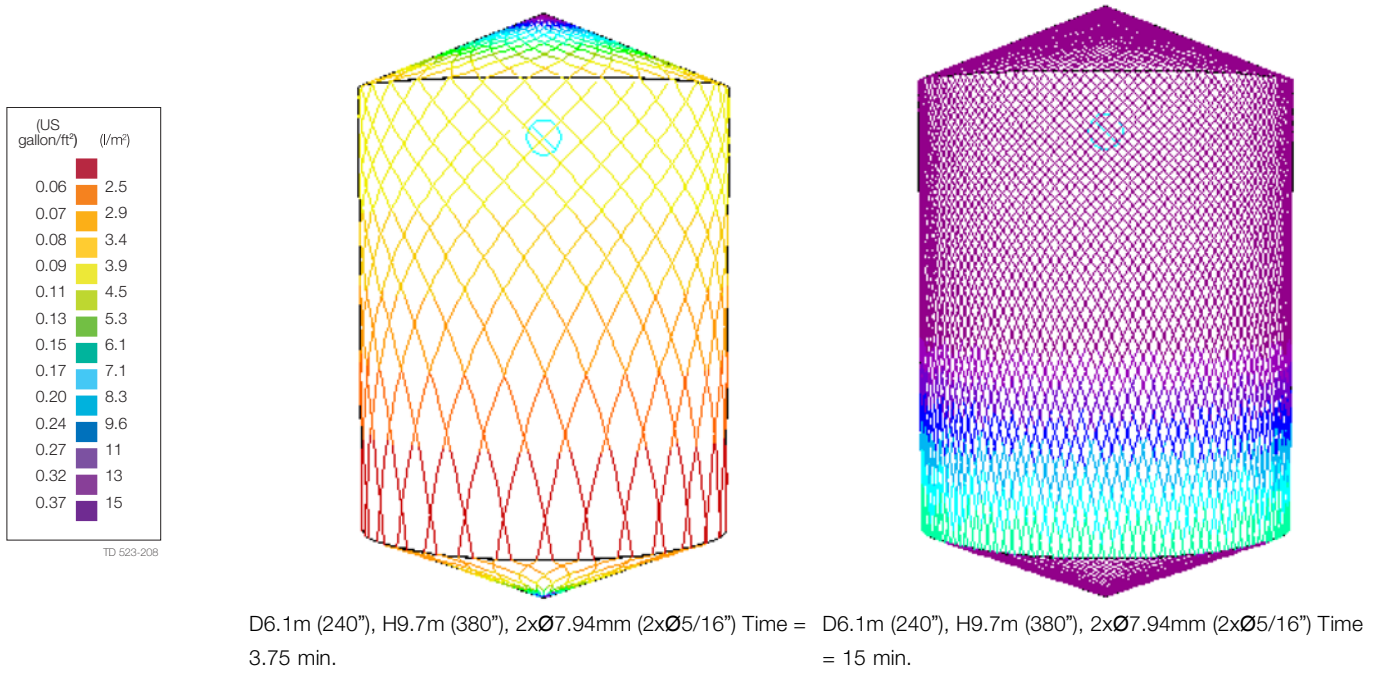 (US
gallon/ft²) (l/m²)
0.06 2.5
0.07 2.9
0.08 3.4
0.09 3.9
0.11 4.5
0.13 5.3
0.15 6.1
0.17 7.1
0.20 8.3
0.24 9.6
0.27 11
0.32 13
0.37 15
TD 523-208
D6.1m (240”), H9.7m (380”), 2xØ7.94mm (2xØ5/16”) Time =
3.75 min.
D6.1m (240”), H9.7m (380”), 2xØ7.94mm (2xØ5/16”) Time
= 15 min.